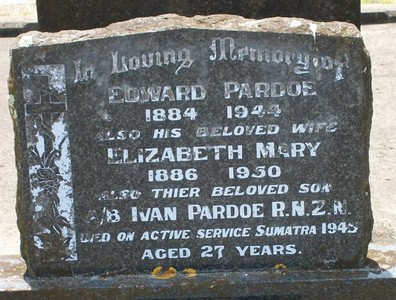 In Loving Memory of
EDWARD PARDOE
1884 1944
ALSO HIS BELOVED WIFE
ELIZABETH MARY
1886 1950
ALSO THIER BELOVED SON
A/B IVAN PARDOE R.N.Z.N.
DIED ON ACTIVE SERVICE SUMATRA 1945
AGED 27 YEARS.